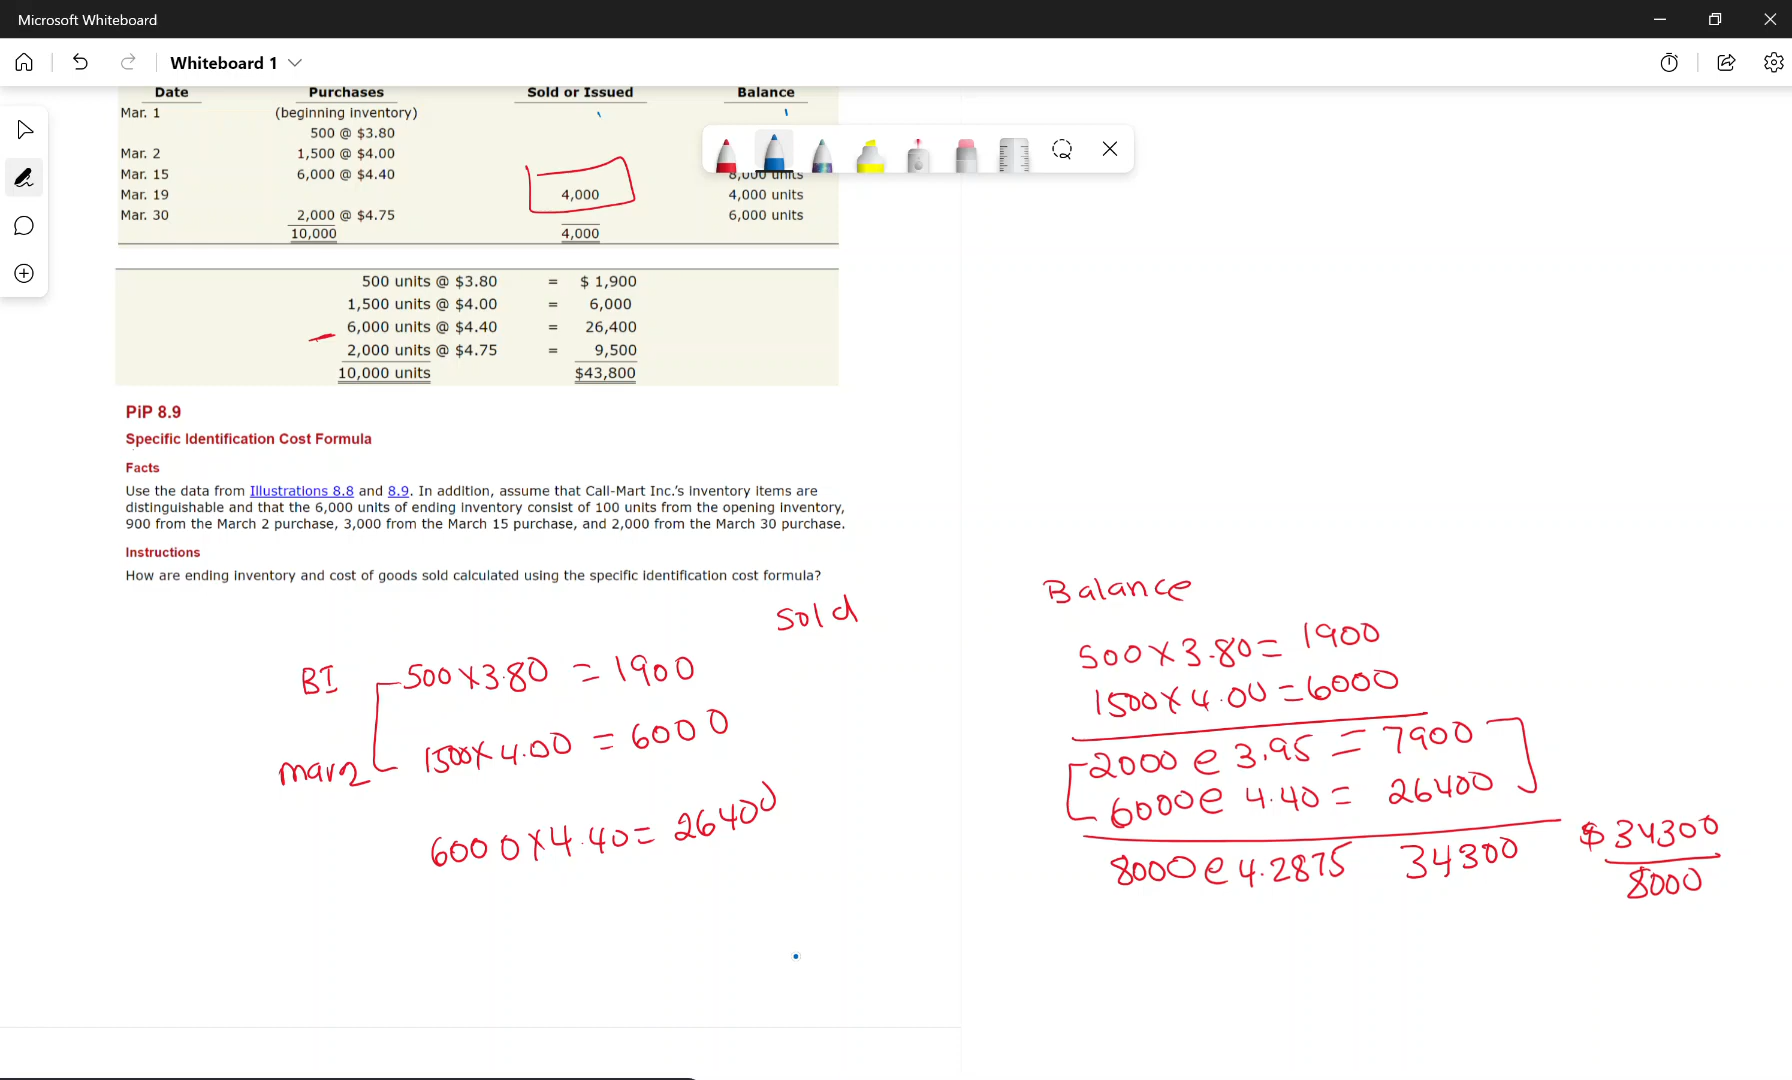 Microsoft Whiteboard
Whiteboard 1
Date Purchases Sold or Issued Balance
Mar. 1 (beginning inventory)
500 @ $3.80
Mar. 2 1,500 @ $4.00
Mar. 15 6,000 @ $4.40 8,000 units
Mar. 19 4,000 4,000 units
Mar. 30 2,000 @ $4.75 6,000 units
10,000 4,000
500 units @ $3.80 = $ 1,900
1,500 units @ $4.00 = 6,000
6,000 units @ $4.40 = 26,400
2,000 units @ $4.75 = 9,500
10,000 units $43,800
PiP 8.9
Specific Identification Cost Formula
Facts
Use the data from Illustrations 8.8 and 8.9. In addition, assume that Call-Mart Inc.'s inventory items are
distinguishable and that the 6,000 units of ending inventory consist of 100 units from the opening inventory,
900 from the March 2 purchase, 3,000 from the March 15 purchase, and 2,000 from the March 30 purchase.
Instructions
How are ending inventory and cost of goods sold calculated using the specific identification cost formula?
Sold
BI 500 x 3.80 = 1900
mar 2 1500 x 4.00 = 6000
6000 x 4.40 = 26400
Balance
500 x 3.80 = 1900
1500 x 4.00 = 6000
2000 e 3.95 = 7900
6000 e 4.40 = 26400
8000 e 4.2875 34300
$ 34300
8000